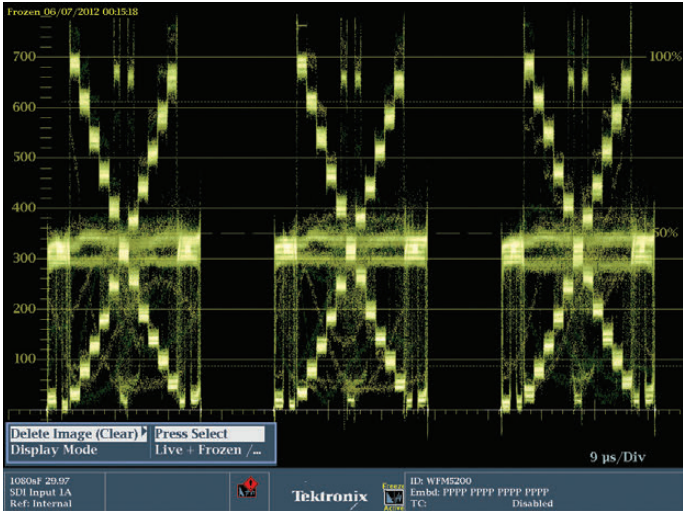 Frozen 06/07/2012 00:15:18
700
100%
600
500
400
50%
300
200
100
Delete Image (Clear) Press Select
Display Mode Live + Frozen /...
9 µs/Div
1080sF 29.97
SDI Input 1A
Ref: Internal
Tektronix
Freeze
Active
ID: WFM5200
Embd: PPPP PPPP PPPP PPPP
TC: Disabled